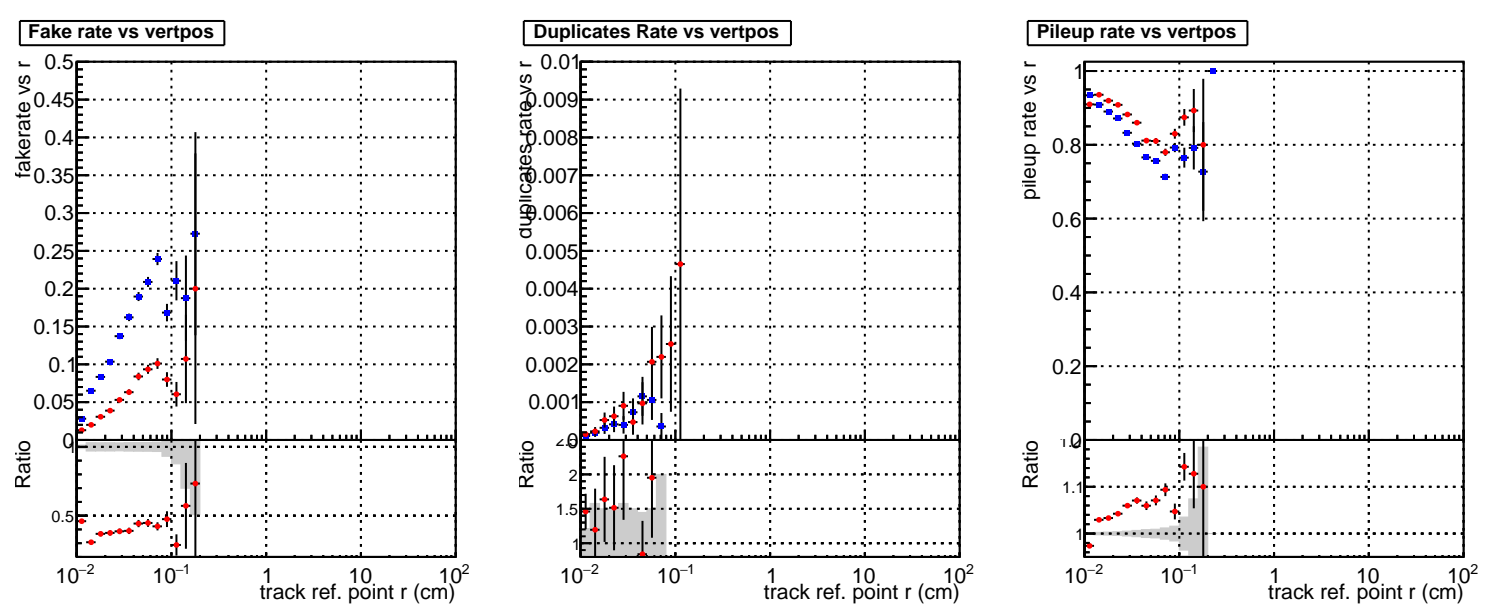 Fake rate vs vertpos
fakerate vs r
0.5
0.45
0.4
0.35
0.3
0.25
0.2
0.15
0.1
0.05
0
Ratio
1
0.5
10−2 10−1 1 10 102
track ref. point r (cm)
Duplicates Rate vs vertpos
duplicates rate vs r
0.01
0.009
0.008
0.007
0.006
0.005
0.004
0.003
0.002
0.001
0
Ratio
2
1.5
1
10−2 10−1 1 10 102
track ref. point r (cm)
Pileup rate vs vertpos
pileup rate vs r
1
0.8
0.6
0.4
0.2
0
Ratio
1.1
1
10−2 10−1 1 10 102
track ref. point r (cm)